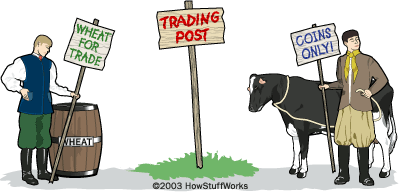 WHEAT
FOR
TRADE
TRADING
POST
COINS
ONLY!
WHEAT
©2003 HowStuffWorks